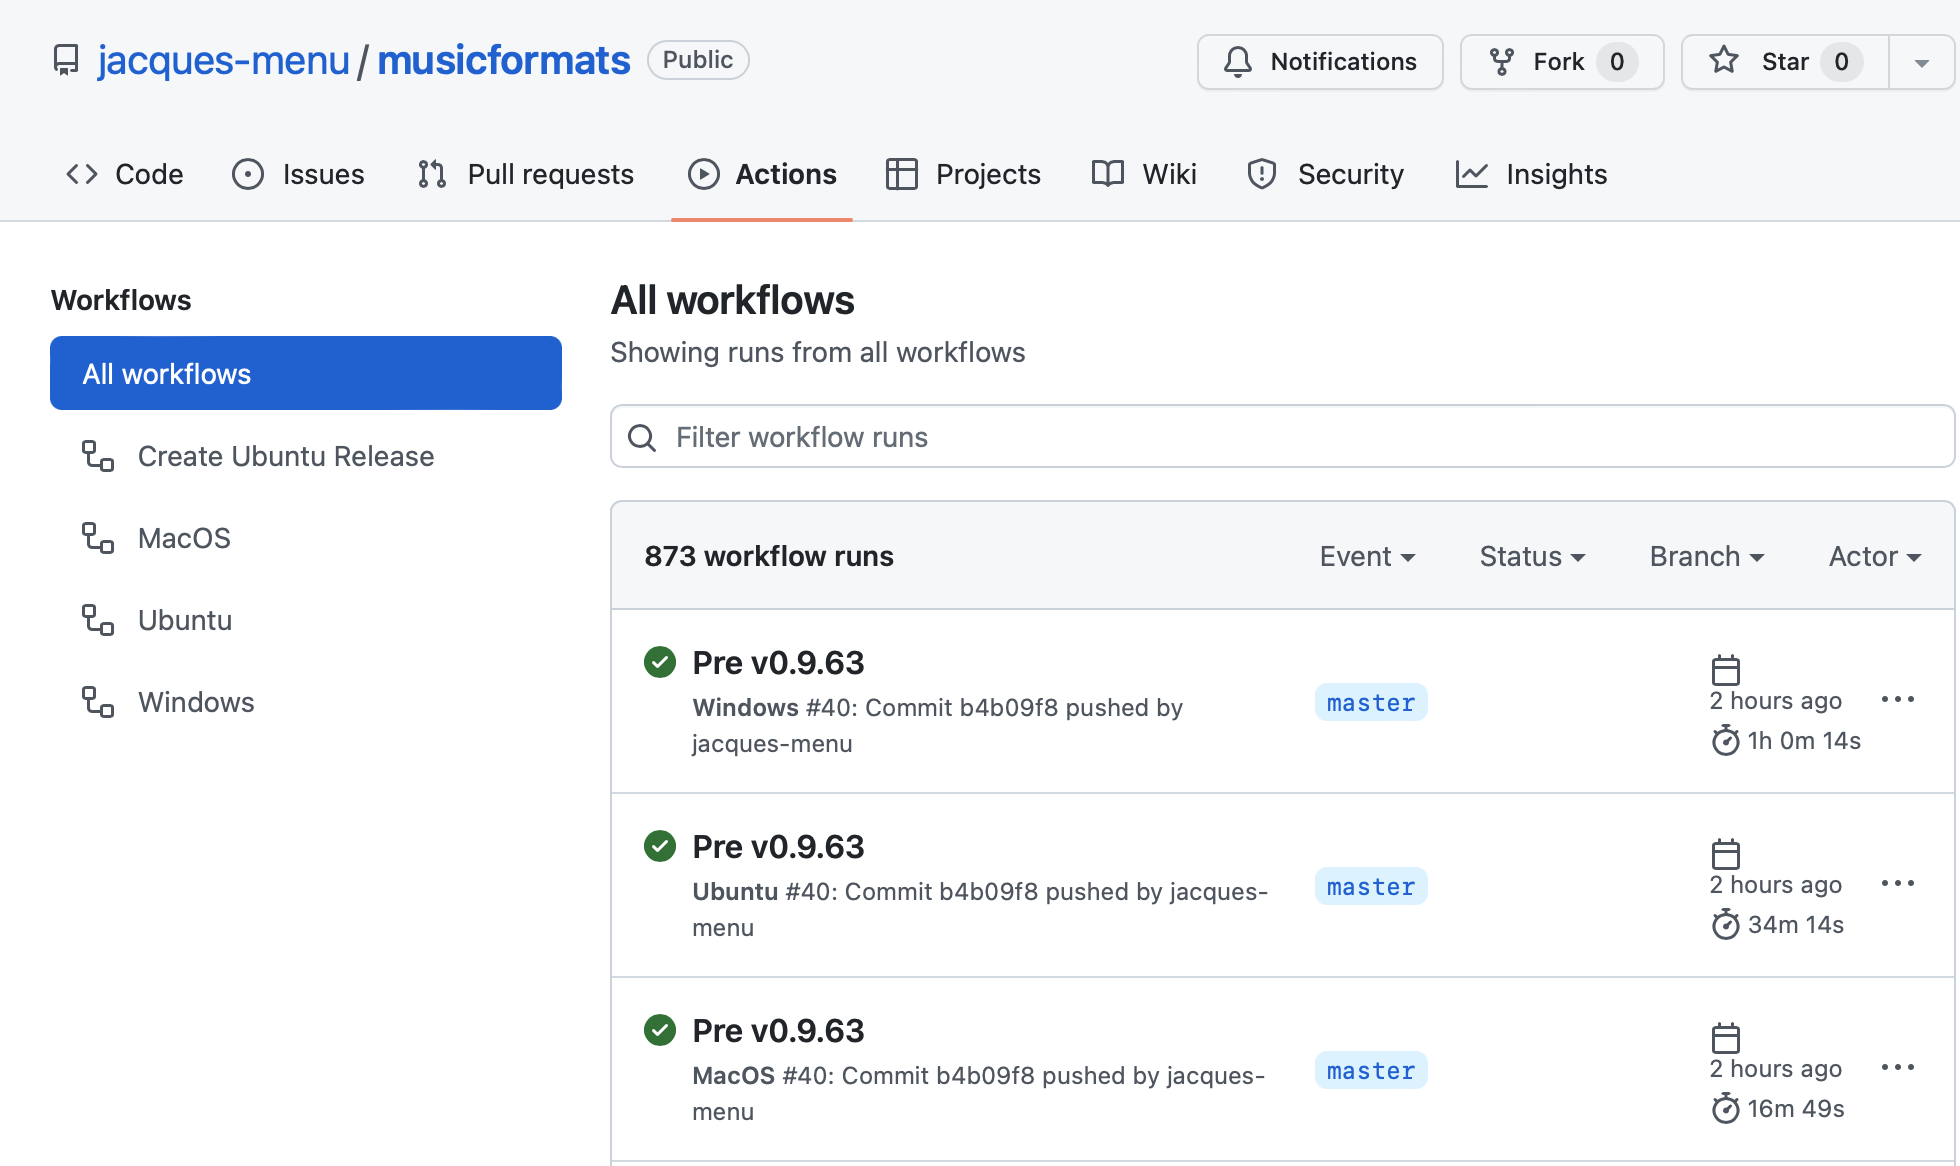 jacques-menu / musicformats Public Notifications Fork 0 Star 0
Code Issues Pull requests Actions Projects Wiki Security Insights
Workflows
All workflows
Create Ubuntu Release
MacOS
Ubuntu
Windows
All workflows
Showing runs from all workflows
Filter workflow runs
873 workflow runs Event Status Branch Actor
Pre v0.9.63
Windows #40: Commit b4b09f8 pushed by
jacques-menu
master
2 hours ago
1h 0m 14s
Pre v0.9.63
Ubuntu #40: Commit b4b09f8 pushed by jacques-
menu
master
2 hours ago
34m 14s
Pre v0.9.63
MacOS #40: Commit b4b09f8 pushed by jacques-
menu
master
2 hours ago
16m 49s